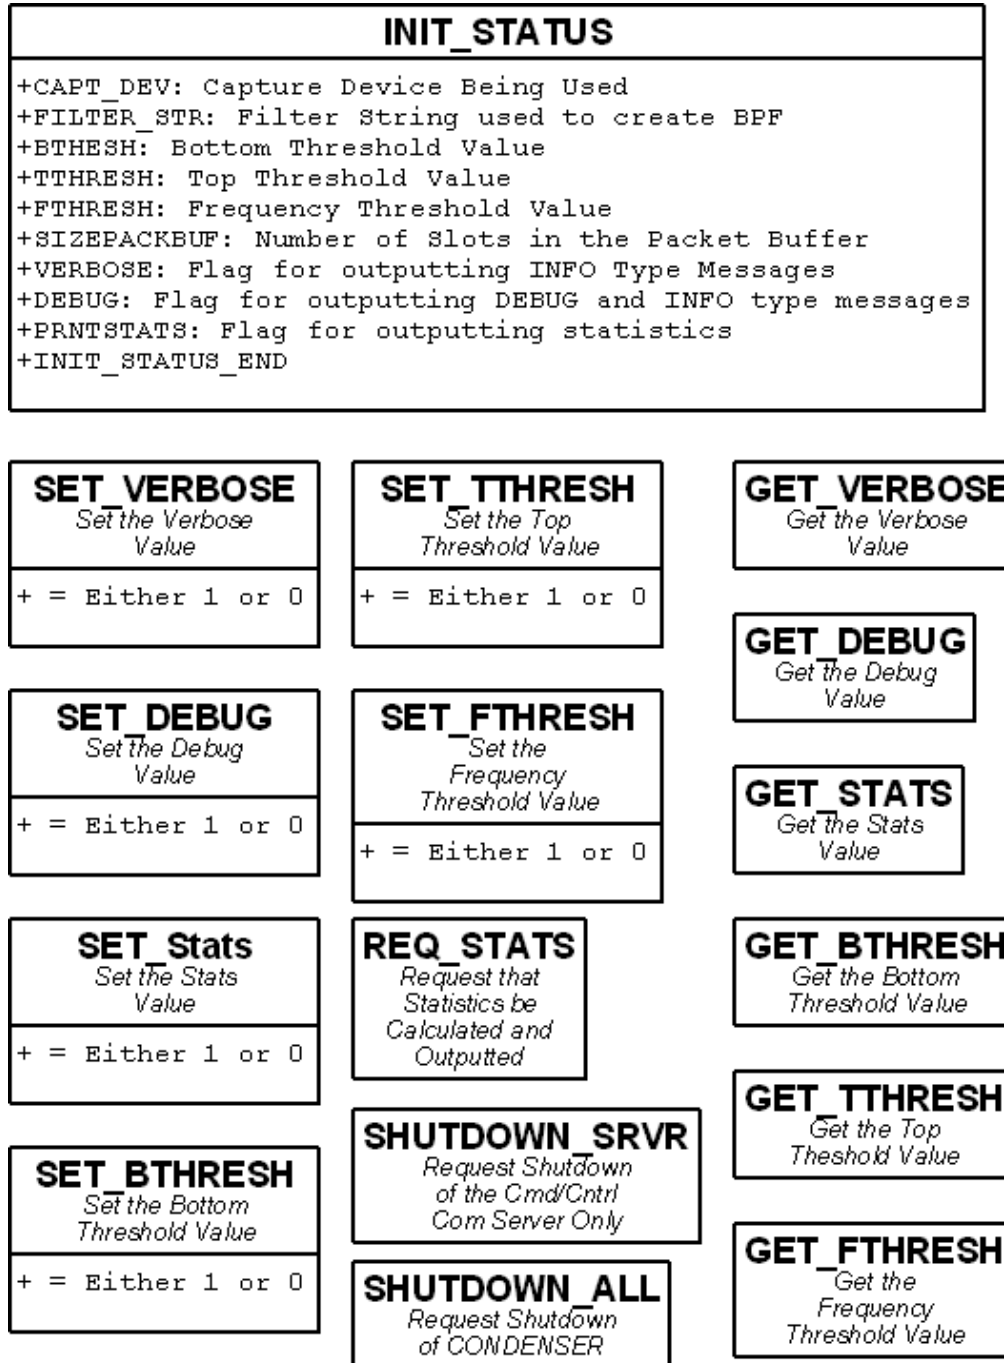 INIT_STATUS
+CAPT_DEV: Capture Device Being Used
+FILTER_STR: Filter String used to create BPF
+BTHESH: Bottom Threshold Value
+TTHRESH: Top Threshold Value
+FTHRESH: Frequency Threshold Value
+SIZEPACKBUF: Number of Slots in the Packet Buffer
+VERBOSE: Flag for outputting INFO Type Messages
+DEBUG: Flag for outputting DEBUG and INFO type messages
+PRNTSTATS: Flag for outputting statistics
+INIT_STATUS_END
SET_VERBOSE
Set the Verbose
Value
+ = Either 1 or 0
SET_DEBUG
Set the Debug
Value
+ = Either 1 or 0
SET_Stats
Set the Stats
Value
+ = Either 1 or 0
SET_BTHRESH
Set the Bottom
Threshold Value
+ = Either 1 or 0
SET_TTHRESH
Set the Top
Threshold Value
+ = Either 1 or 0
SET_FTHRESH
Set the
Frequency
Threshold Value
+ = Either 1 or 0
REQ_STATS
Request that
Statistics be
Calculated and
Outputted
SHUTDOWN_SRVR
Request Shutdown
of the Cmd/Cntrl
Com Server Only
SHUTDOWN_ALL
Request Shutdown
of CONDENSER
GET_VERBOSE
Get the Verbose
Value
GET_DEBUG
Get the Debug
Value
GET_STATS
Get the Stats
Value
GET_BTHRESH
Get the Bottom
Threshold Value
GET_TTHRESH
Get the Top
Theshold Value
GET_FTHRESH
Get the
Frequency
Threshold Value